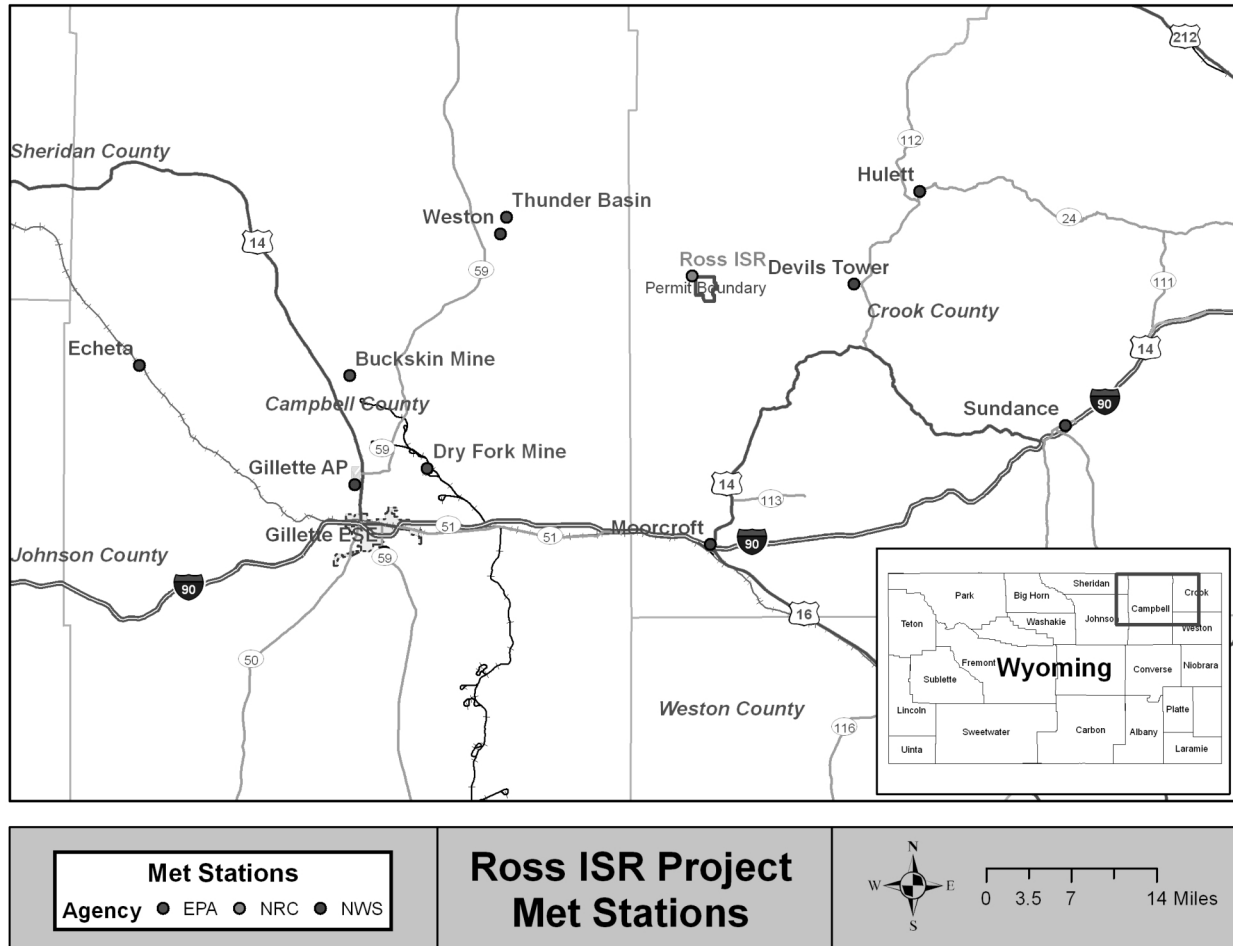 212
Sheridan County
112
Hulett
Thunder Basin
Weston
24
14
59
Ross ISR
Devils Tower
Permit Boundary
111
Crook County
14
Echeta
Buckskin Mine
90
Campbell County
Sundance
59
Dry Fork Mine
Gillette AP
14
113
51
Moorcroft
Gillette ESE
51
90
Johnson County
59
90
16
50
Weston County
116
Sheridan
Park
Big Horn
Crook
Campbell
Teton
Washakie
Johnson
Weston
Fremont
Wyoming
Converse
Niobrara
Sublette
Lincoln
Platte
Sweetwater
Carbon
Albany
Uinta
Laramie
Met Stations
Agency EPA NRC NWS
Ross ISR Project
Met Stations
N
W E
S
0 3.5 7 14 Miles